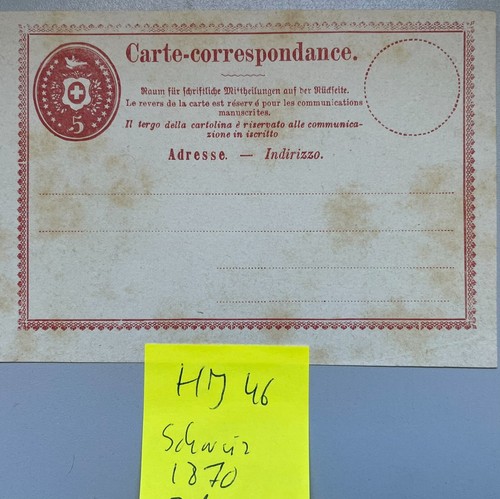 Carte-correspondance.
Raum für schriftliche Mittheilungen auf der Rückseite.
Le revers de la carte est réservé pour les communications
manuscrites.
Il tergo della cartolina è riservato alle communica-
zione in iscritto
Adresse. — Indirizzo.
5
46
Schweiz
1870